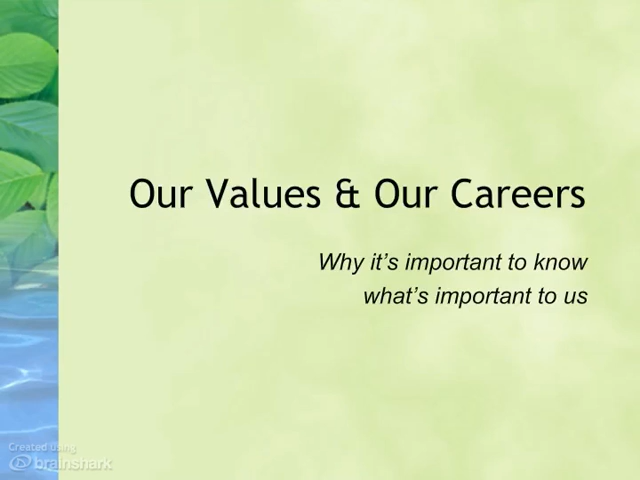 Our Values & Our Careers
Why it's important to know
what's important to us
Created using
brainshark